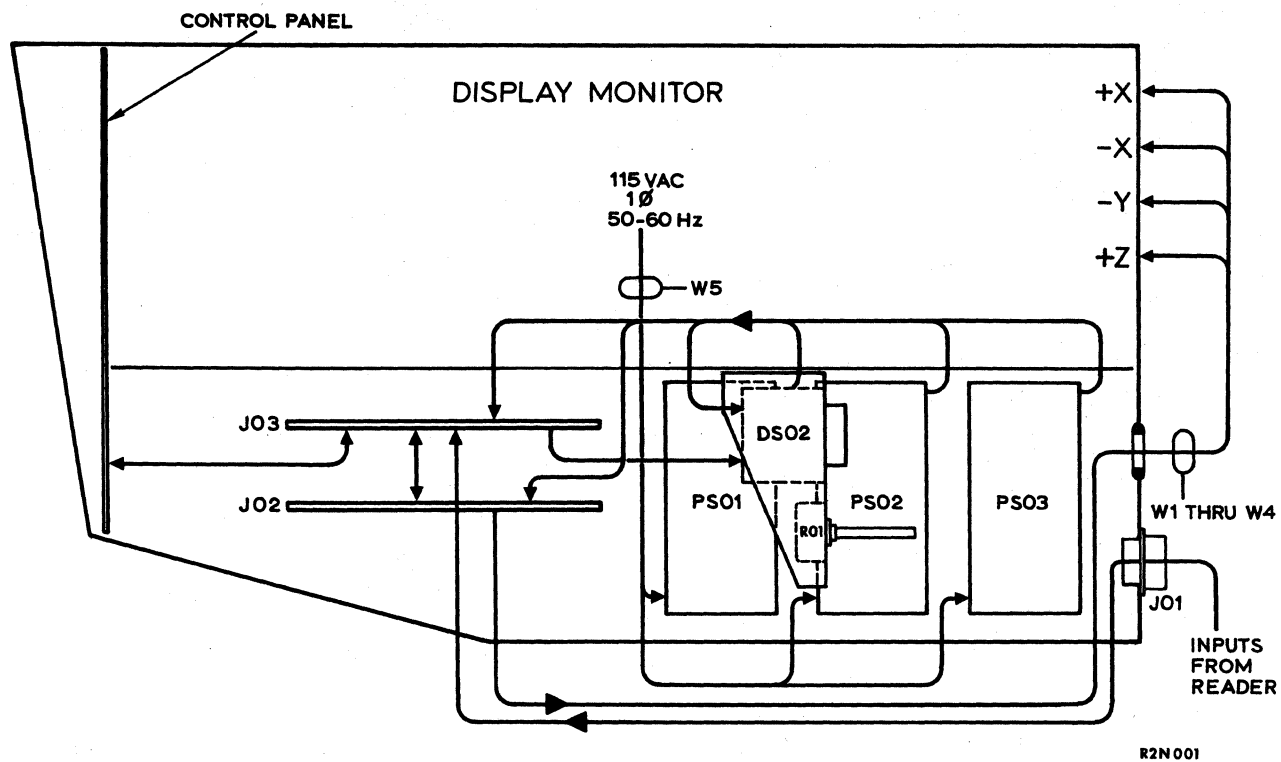 CONTROL PANEL
DISPLAY MONITOR
+X
-X
-Y
+Z
115 VAC
1Ø
50-60 Hz
W5
J03
J02
DS02
PS01
PS02
PS03
R01
W1 THRU W4
J01
INPUTS
FROM
READER
R2N001